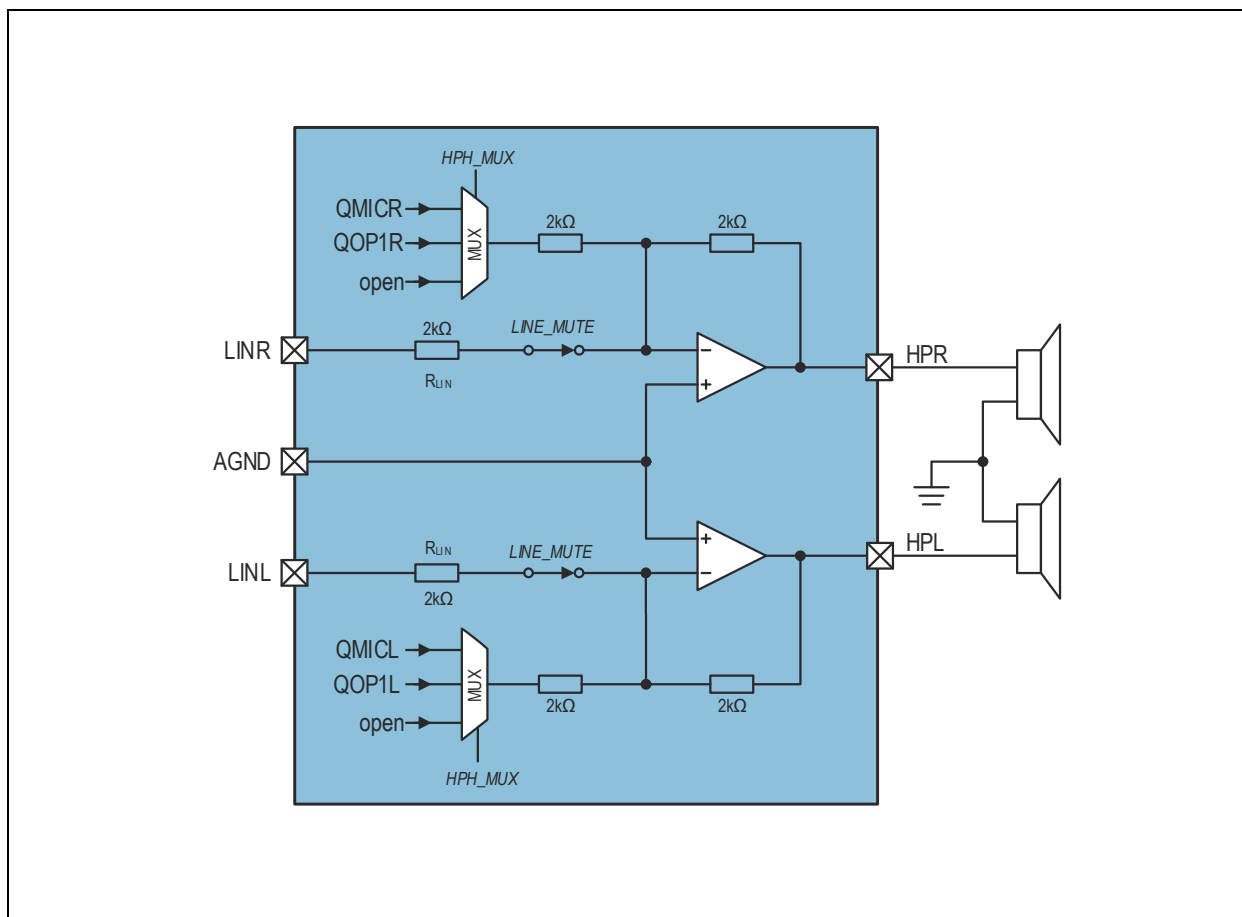 HPH_MUX
QMICR
2kΩ
2kΩ
QOP1R
MUX
open
2kΩ
LINE_MUTE
LINR
RLIN
HPR
AGND
RLIN
LINE_MUTE
HPL
LINL
2kΩ
QMICL
QOP1L
MUX
2kΩ
2kΩ
open
HPH_MUX